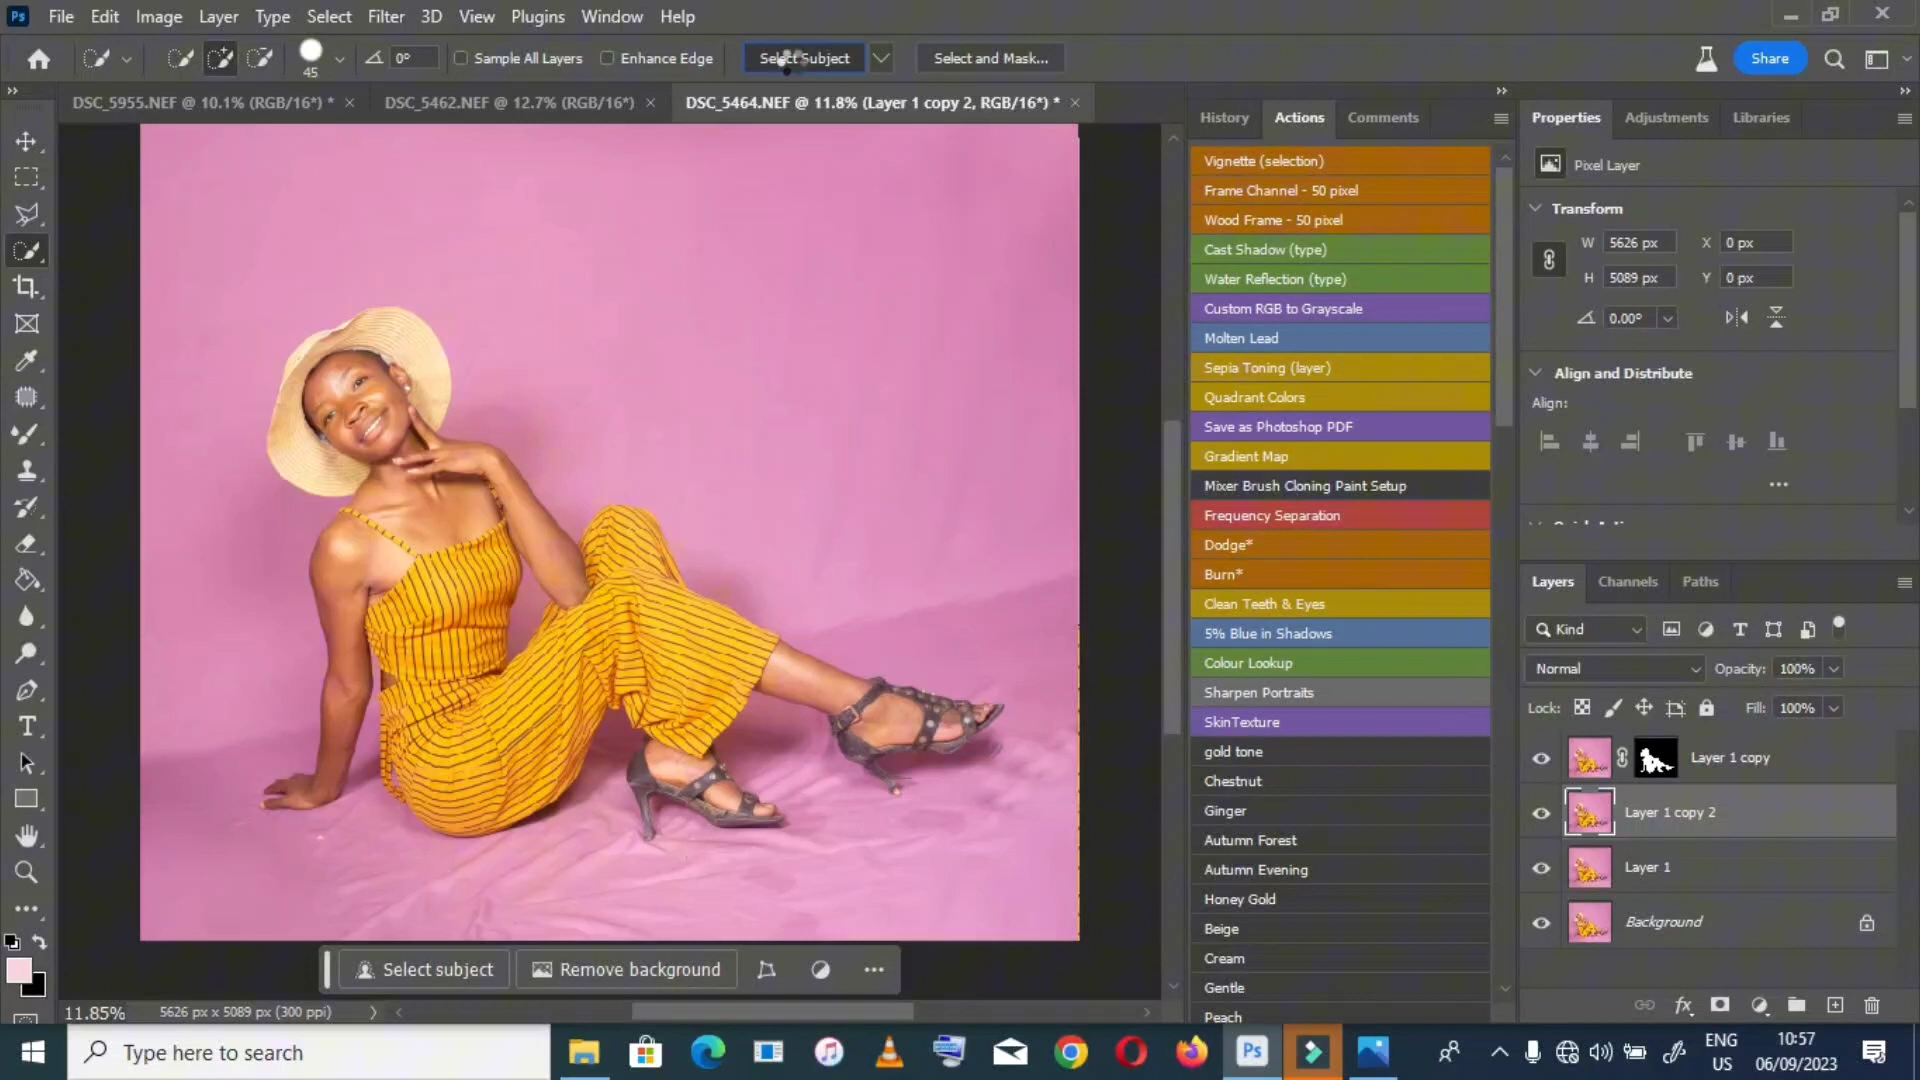 Ps File Edit Image Layer Type Select Filter 3D View Plugins Window Help
45 0° Sample All Layers Enhance Edge Select Subject Select and Mask... Share
DSC_5955.NEF @ 10.1% (RGB/16*) * × DSC_5462.NEF @ 12.7% (RGB/16*) × DSC_5464.NEF @ 11.8% (Layer 1 copy 2, RGB/16*) * ×
History Actions Comments
Vignette (selection)
Frame Channel - 50 pixel
Wood Frame - 50 pixel
Cast Shadow (type)
Water Reflection (type)
Custom RGB to Grayscale
Molten Lead
Sepia Toning (layer)
Quadrant Colors
Save as Photoshop PDF
Gradient Map
Mixer Brush Cloning Paint Setup
Frequency Separation
Dodge*
Burn*
Clean Teeth & Eyes
5% Blue in Shadows
Colour Lookup
Sharpen Portraits
SkinTexture
gold tone
Chestnut
Ginger
Autumn Forest
Autumn Evening
Honey Gold
Beige
Cream
Gentle
Peach
Properties Adjustments Libraries
Pixel Layer
Transform
W 5626 px X 0 px
H 5089 px Y 0 px
0.00°
Align and Distribute
Align:
Layers Channels Paths
Kind
Normal Opacity: 100%
Lock: Fill: 100%
Layer 1 copy
Layer 1 copy 2
Layer 1
Background
Select subject Remove background
11.85% 5626 px x 5089 px (300 ppi)
Type here to search
Ps
ENG 10:57
US 06/09/2023